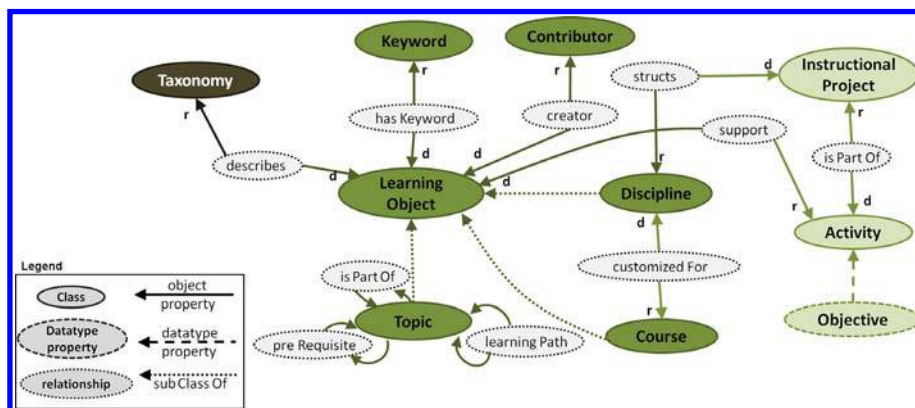 Keyword
Contributor
Taxonomy
r
r
r
structs
d
Instructional
Project
r
r
has Keyword
creator
support
describes
is Part Of
d
d
d
Learning
Object
d
r
Discipline
d
r
d
Activity
is Part Of
customized For
r
pre Requisite
Topic
learning Path
Course
Objective
Legend
Class
object
property
Datatype
property
datatype
property
relationship
sub Class Of